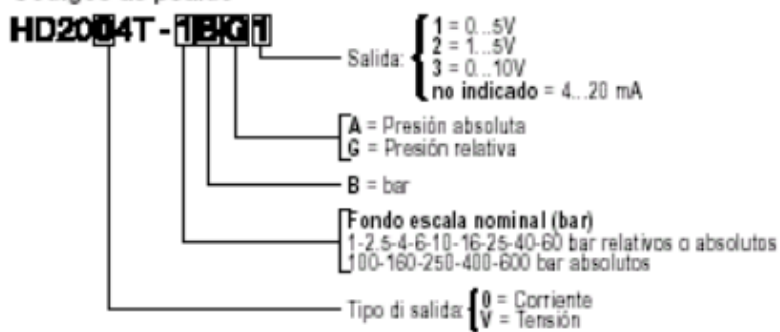 HD2004T - 1BG1
Salida:
1 = 0...5V
2 = 1...5V
3 = 0...10V
no indicado = 4...20 mA
A = Presión absoluta
G = Presión relativa
B = bar
Fondo escala nominal (bar)
1-2.5-4-6-10-16-25-40-60 bar relativos o absolutos
100-160-250-400-600 bar absolutos
Tipo di salida:
0 = Corriente
V = Tensión